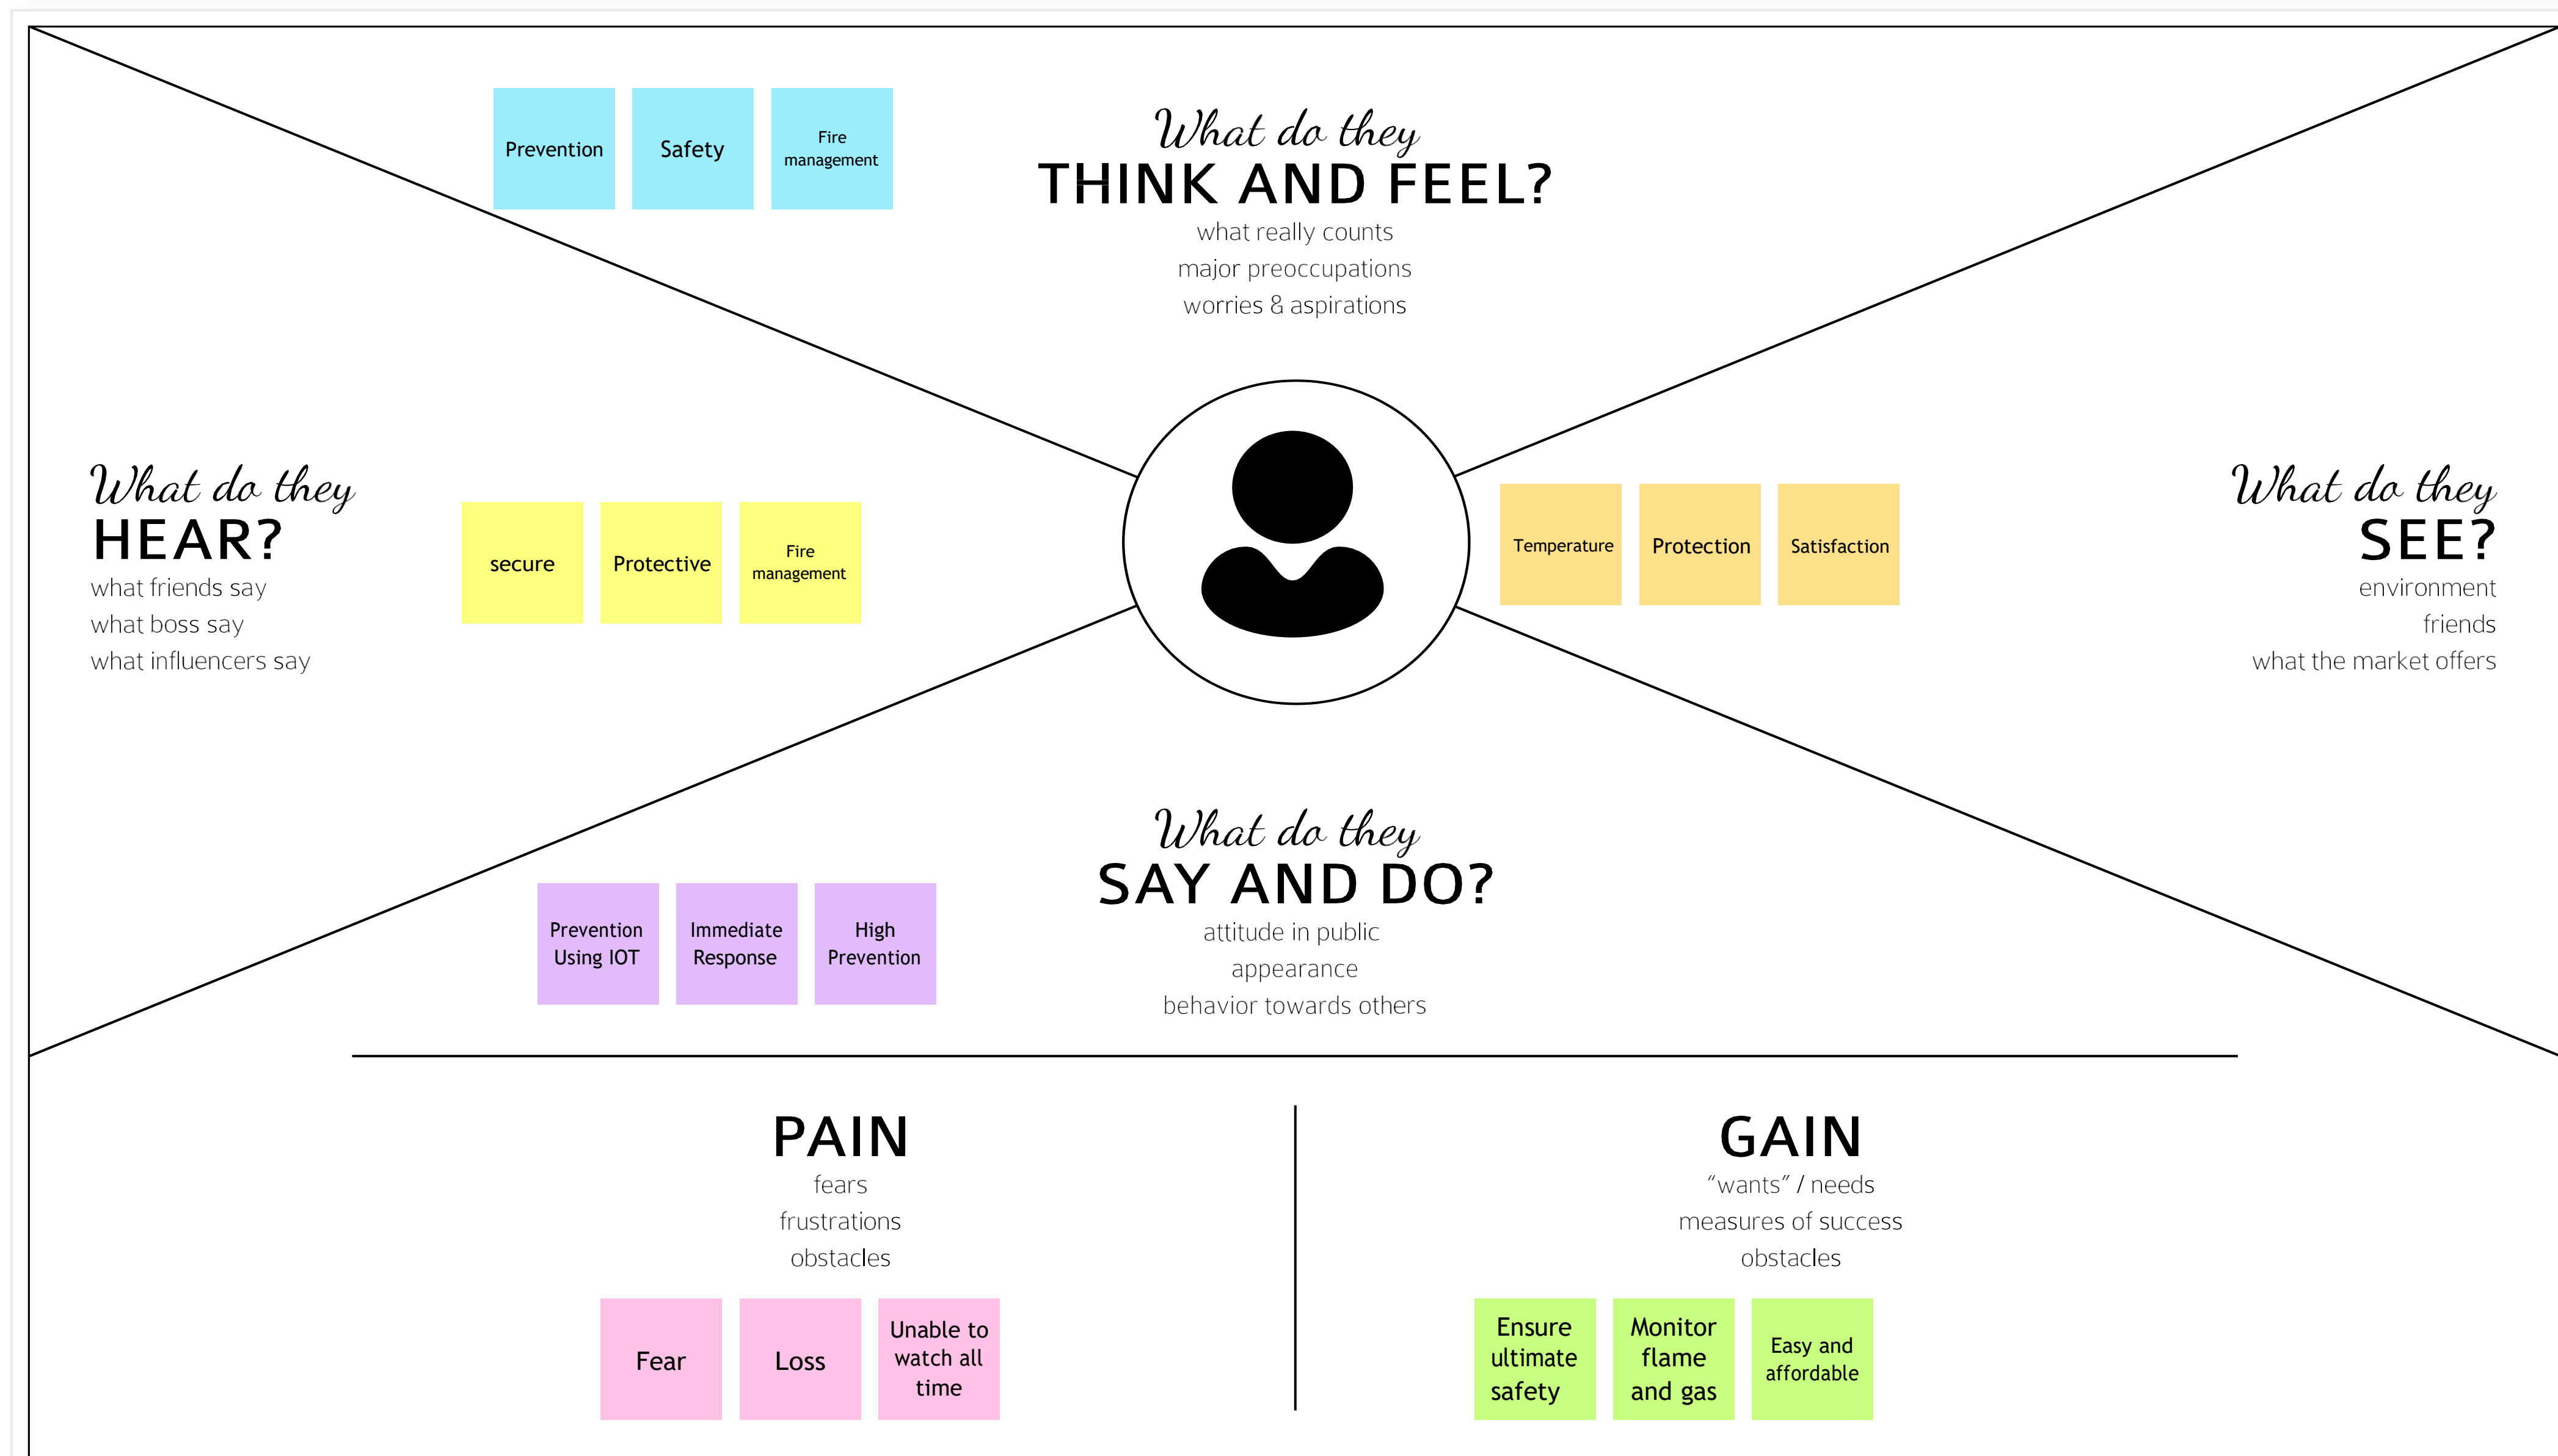 Prevention
Safety
Fire
management
What do they
THINK AND FEEL?
what really counts
major preoccupations
worries & aspirations
What do they
HEAR?
what friends say
what boss say
what influencers say
secure
Protective
Fire
management
Temperature
Protection
Satisfaction
What do they
SEE?
environment
friends
what the market offers
What do they
SAY AND DO?
attitude in public
appearance
behavior towards others
Prevention
Using IOT
Immediate
Response
High
Prevention
PAIN
fears
frustrations
obstacles
Fear
Loss
Unable to
watch all
time
GAIN
“wants” / needs
measures of success
obstacles
Ensure
ultimate
safety
Monitor
flame
and gas
Easy and
affordable